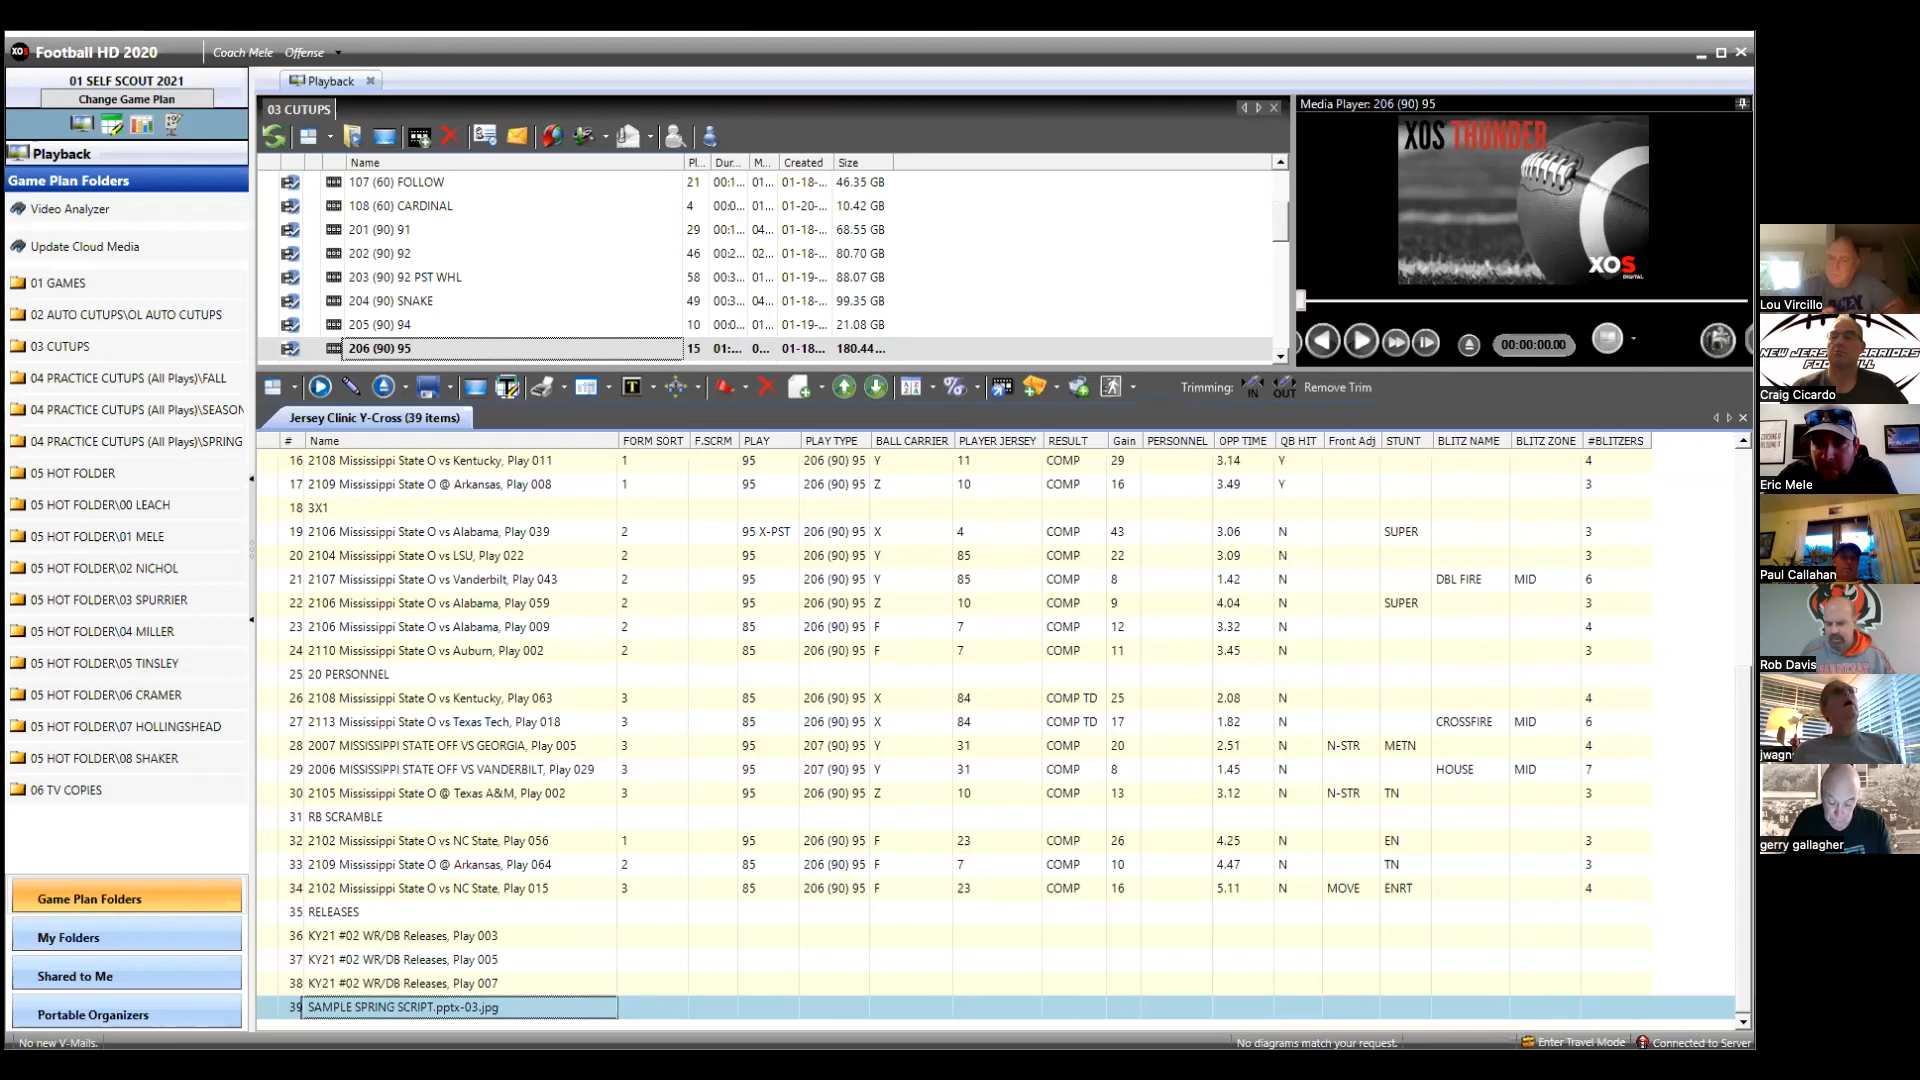 XOS Football HD 2020 Coach Mele Offense
01 SELF SCOUT 2021
Change Game Plan
Playback
Game Plan Folders
Video Analyzer
Update Cloud Media
01 GAMES
02 AUTO CUTUPS\OL AUTO CUTUPS
03 CUTUPS
04 PRACTICE CUTUPS (All Plays)\FALL
04 PRACTICE CUTUPS (All Plays)\SEASON
04 PRACTICE CUTUPS (All Plays)\SPRING
05 HOT FOLDER
05 HOT FOLDER\00 LEACH
05 HOT FOLDER\01 MELE
05 HOT FOLDER\02 NICHOL
05 HOT FOLDER\03 SPURRIER
05 HOT FOLDER\04 MILLER
05 HOT FOLDER\05 TINSLEY
05 HOT FOLDER\06 CRAMER
05 HOT FOLDER\07 HOLLINGSHEAD
05 HOT FOLDER\08 SHAKER
06 TV COPIES
Game Plan Folders
My Folders
Shared to Me
Portable Organizers
No new V-Mails.
Playback
03 CUTUPS
Name Pl... Dur... M... Created Size
107 (60) FOLLOW 21 00:1... 01... 01-18-... 46.35 GB
108 (60) CARDINAL 4 00:0... 01... 01-20-... 10.42 GB
201 (90) 91 29 00:1... 04... 01-18-... 68.55 GB
202 (90) 92 46 00:2... 02... 01-18-... 80.70 GB
203 (90) 92 PST WHL 58 00:3... 01... 01-19-... 88.07 GB
204 (90) SNAKE 49 00:3... 04... 01-18-... 99.35 GB
205 (90) 94 10 00:0... 01... 01-19-... 21.08 GB
206 (90) 95 15 01:... 0... 01-18... 180.44...
Media Player: 206 (90) 95
XOS THUNDER
XOS
DIGITAL
00:00:00.00
Trimming: IN OUT Remove Trim
Jersey Clinic Y-Cross (39 items)
# Name FORM SORT F.SCRM PLAY PLAY TYPE BALL CARRIER PLAYER JERSEY RESULT Gain PERSONNEL OPP TIME QB HIT Front Adj STUNT BLITZ NAME BLITZ ZONE #BLITZERS
16 2108 Mississippi State O vs Kentucky, Play 011 1 95 206 (90) 95 Y 11 COMP 29 3.14 Y 4
17 2109 Mississippi State O @ Arkansas, Play 008 1 95 206 (90) 95 Z 10 COMP 16 3.49 Y 3
18 3X1
19 2106 Mississippi State O vs Alabama, Play 039 2 95 X-PST 206 (90) 95 X 4 COMP 43 3.06 N SUPER 3
20 2104 Mississippi State O vs LSU, Play 022 2 95 206 (90) 95 Y 85 COMP 22 3.09 N 3
21 2107 Mississippi State O vs Vanderbilt, Play 043 2 95 206 (90) 95 Y 85 COMP 8 1.42 N DBL FIRE MID 6
22 2106 Mississippi State O vs Alabama, Play 059 2 95 206 (90) 95 Z 10 COMP 9 4.04 N SUPER 3
23 2106 Mississippi State O vs Alabama, Play 009 2 95 206 (90) 95 F 7 COMP 12 3.32 N 4
24 2110 Mississippi State O vs Auburn, Play 002 2 85 206 (90) 95 F 7 COMP 11 3.45 N 3
25 20 PERSONNEL
26 2108 Mississippi State O vs Kentucky, Play 063 3 85 206 (90) 95 X 84 COMP TD 25 2.08 N 4
27 2113 Mississippi State O vs Texas Tech, Play 018 3 85 206 (90) 95 X 84 COMP TD 17 1.82 N CROSSFIRE MID 6
28 2007 MISSISSIPPI STATE OFF VS GEORGIA, Play 005 3 95 207 (90) 95 Y 31 COMP 20 2.51 N N-STR METN 4
29 2006 MISSISSIPPI STATE OFF VS VANDERBILT, Play 029 3 95 207 (90) 95 Y 31 COMP 8 1.45 N HOUSE MID 7
30 2105 Mississippi State O @ Texas A&M, Play 002 3 95 206 (90) 95 Z 10 COMP 13 3.12 N N-STR TN 3
31 RB SCRAMBLE
32 2102 Mississippi State O vs NC State, Play 056 1 95 206 (90) 95 F 23 COMP 26 4.25 N EN 3
33 2109 Mississippi State O @ Arkansas, Play 064 2 85 206 (90) 95 F 7 COMP 10 4.47 N TN 3
34 2102 Mississippi State O vs NC State, Play 015 3 85 206 (90) 95 F 23 COMP 16 5.11 N MOVE ENRT 4
35 RELEASES
36 KY21 #02 WR/DB Releases, Play 003
37 KY21 #02 WR/DB Releases, Play 005
38 KY21 #02 WR/DB Releases, Play 007
39 SAMPLE SPRING SCRIPT.pptx-03.jpg
No diagrams match your request. Enter Travel Mode Connected to Server
Lou Vircillo
NEW JERSEY WARRIORS
FOOTBALL
Craig Cicardo
Eric Mele
Paul Callahan
Rob Davis
jwagn
gerry gallagher